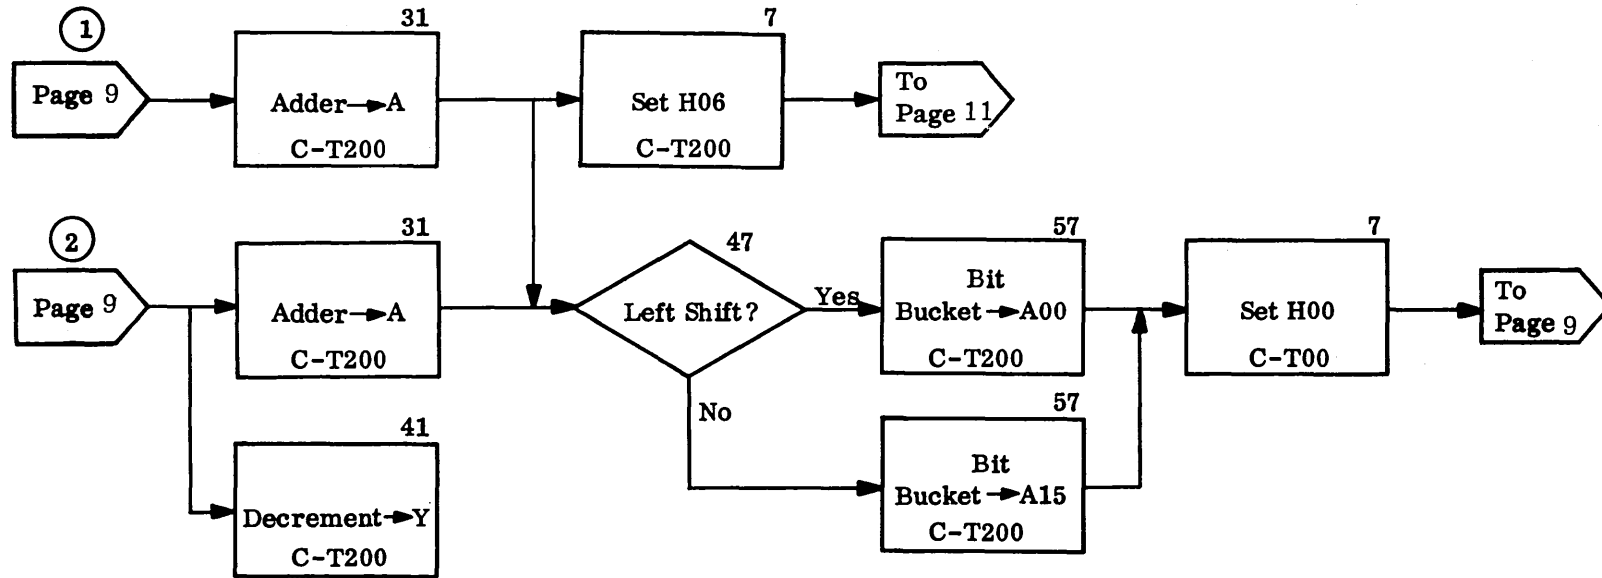 1
Page 9
31
Adder→A
C-T200
7
Set H06
C-T200
To
Page 11
2
Page 9
31
Adder→A
C-T200
41
Decrement→Y
C-T200
47
Left Shift?
Yes
No
57
Bit
Bucket→A00
C-T200
57
Bit
Bucket→A15
C-T200
7
Set H00
C-T00
To
Page 9